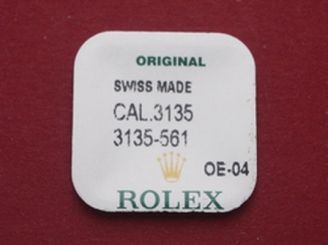 ORIGINAL
SWISS MADE
CAL.3135
3135-561
OE-04
ROLEX